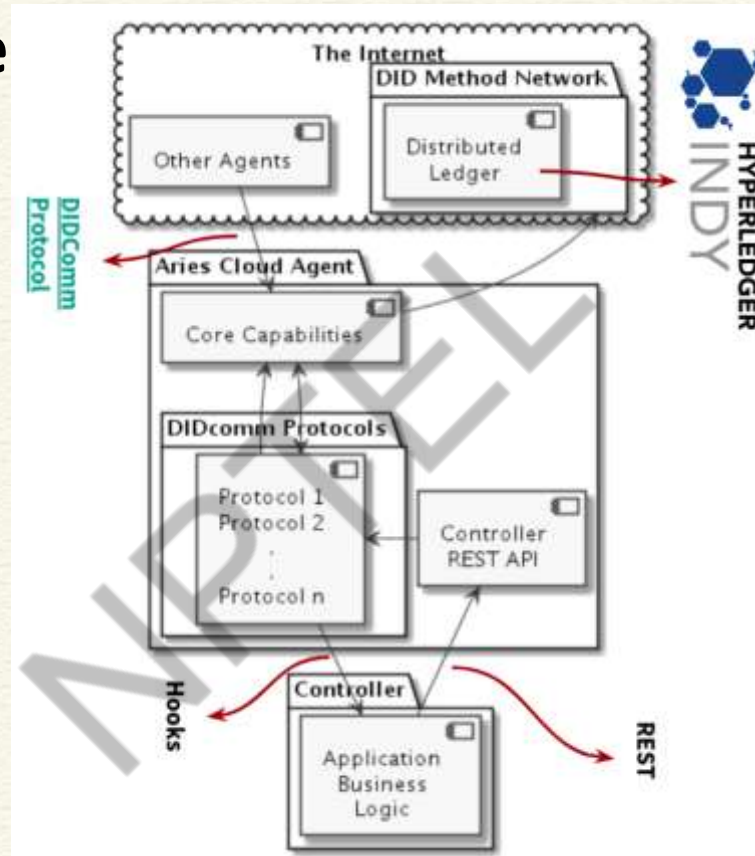 e
The Internet
DID Method Network
Other Agents
Distributed
Ledger
HYPERLEDGER
INDY
DIDComm
Protocol
Aries Cloud Agent
Core Capabilities
DIDcomm Protocols
Protocol 1
Protocol 2
.
.
Protocol n
Controller
REST API
NPTEL
Hooks
Controller
REST
Application
Business
Logic